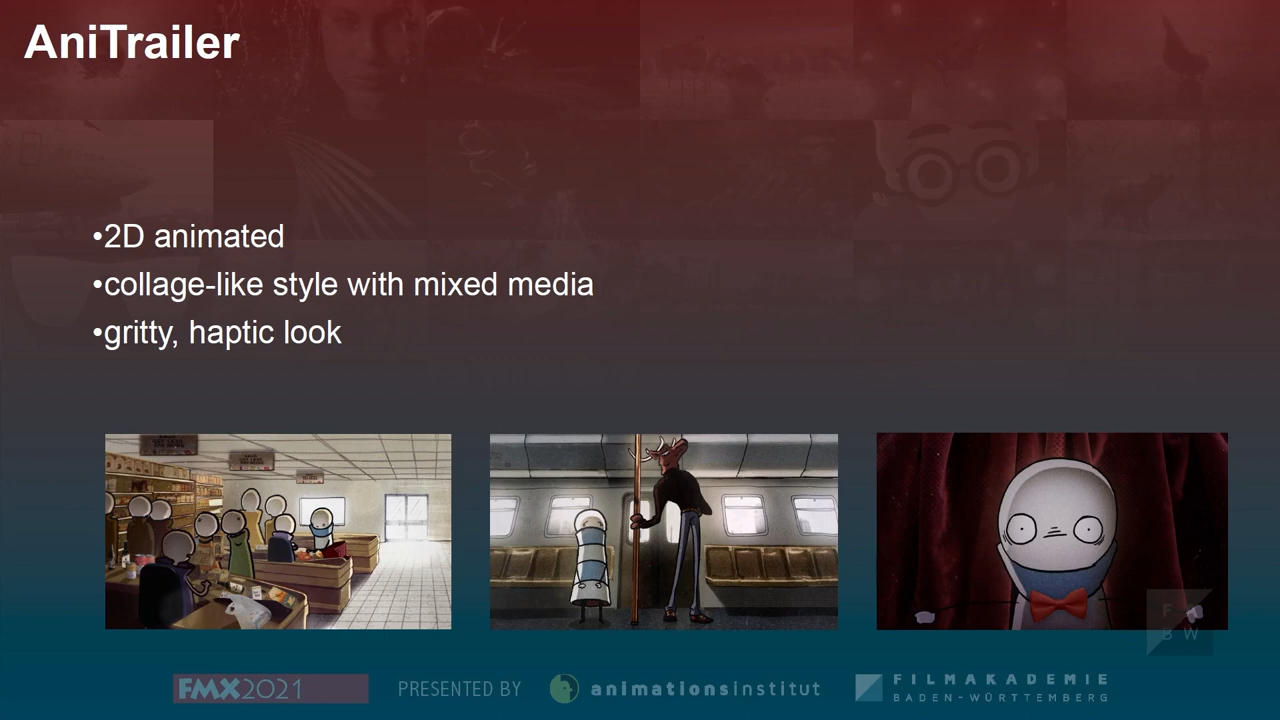 AniTrailer
•2D animated
•collage-like style with mixed media
•gritty, haptic look
F
B W
FMX2021 PRESENTED BY animationsinstitut FILMAKADEMIE
BADEN-WÜRTTEMBERG